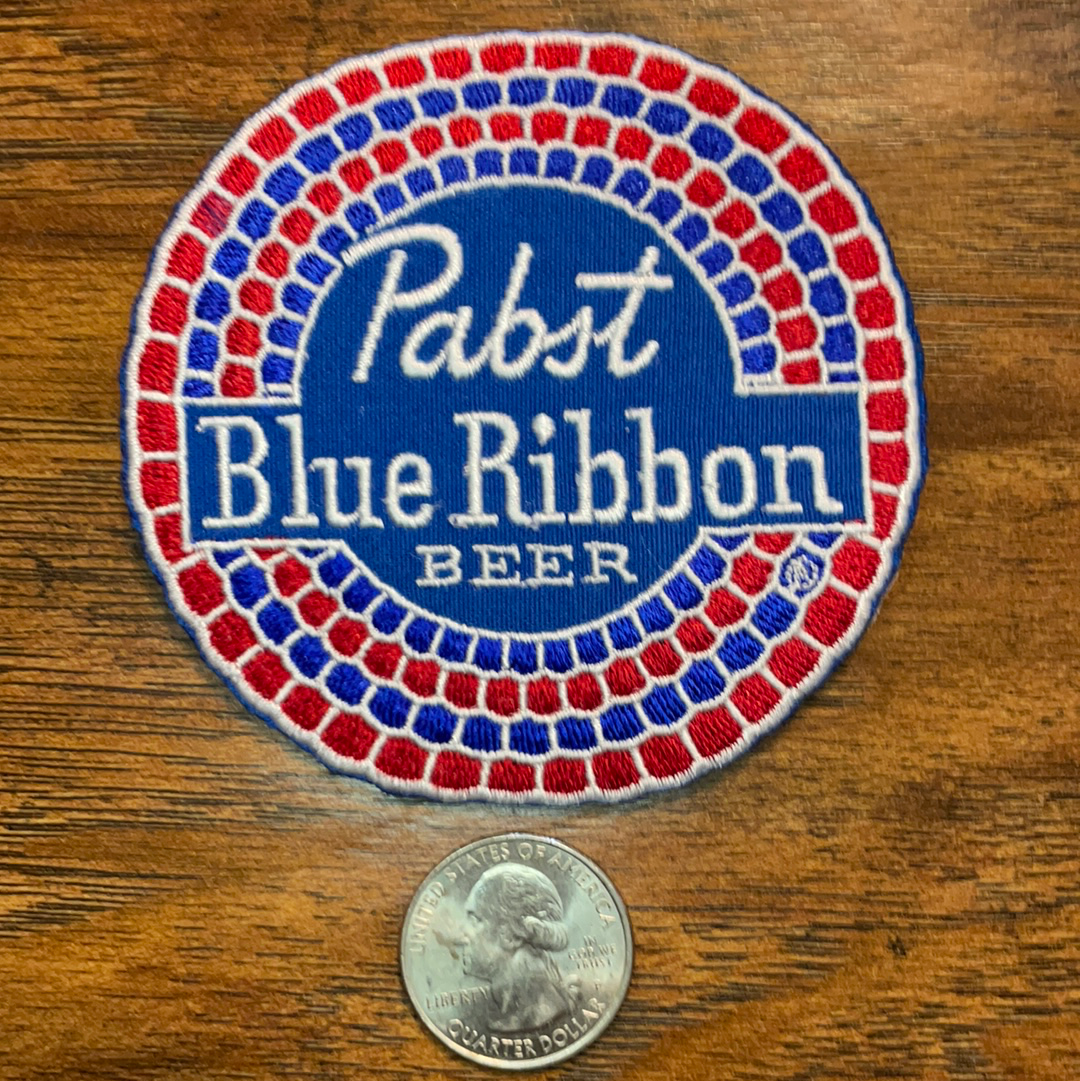 Pabst
Blue Ribbon
BEER
®
UNITED STATES OF AMERICA
IN
GOD WE
TRUST
LIBERTY
P
QUARTER DOLLAR